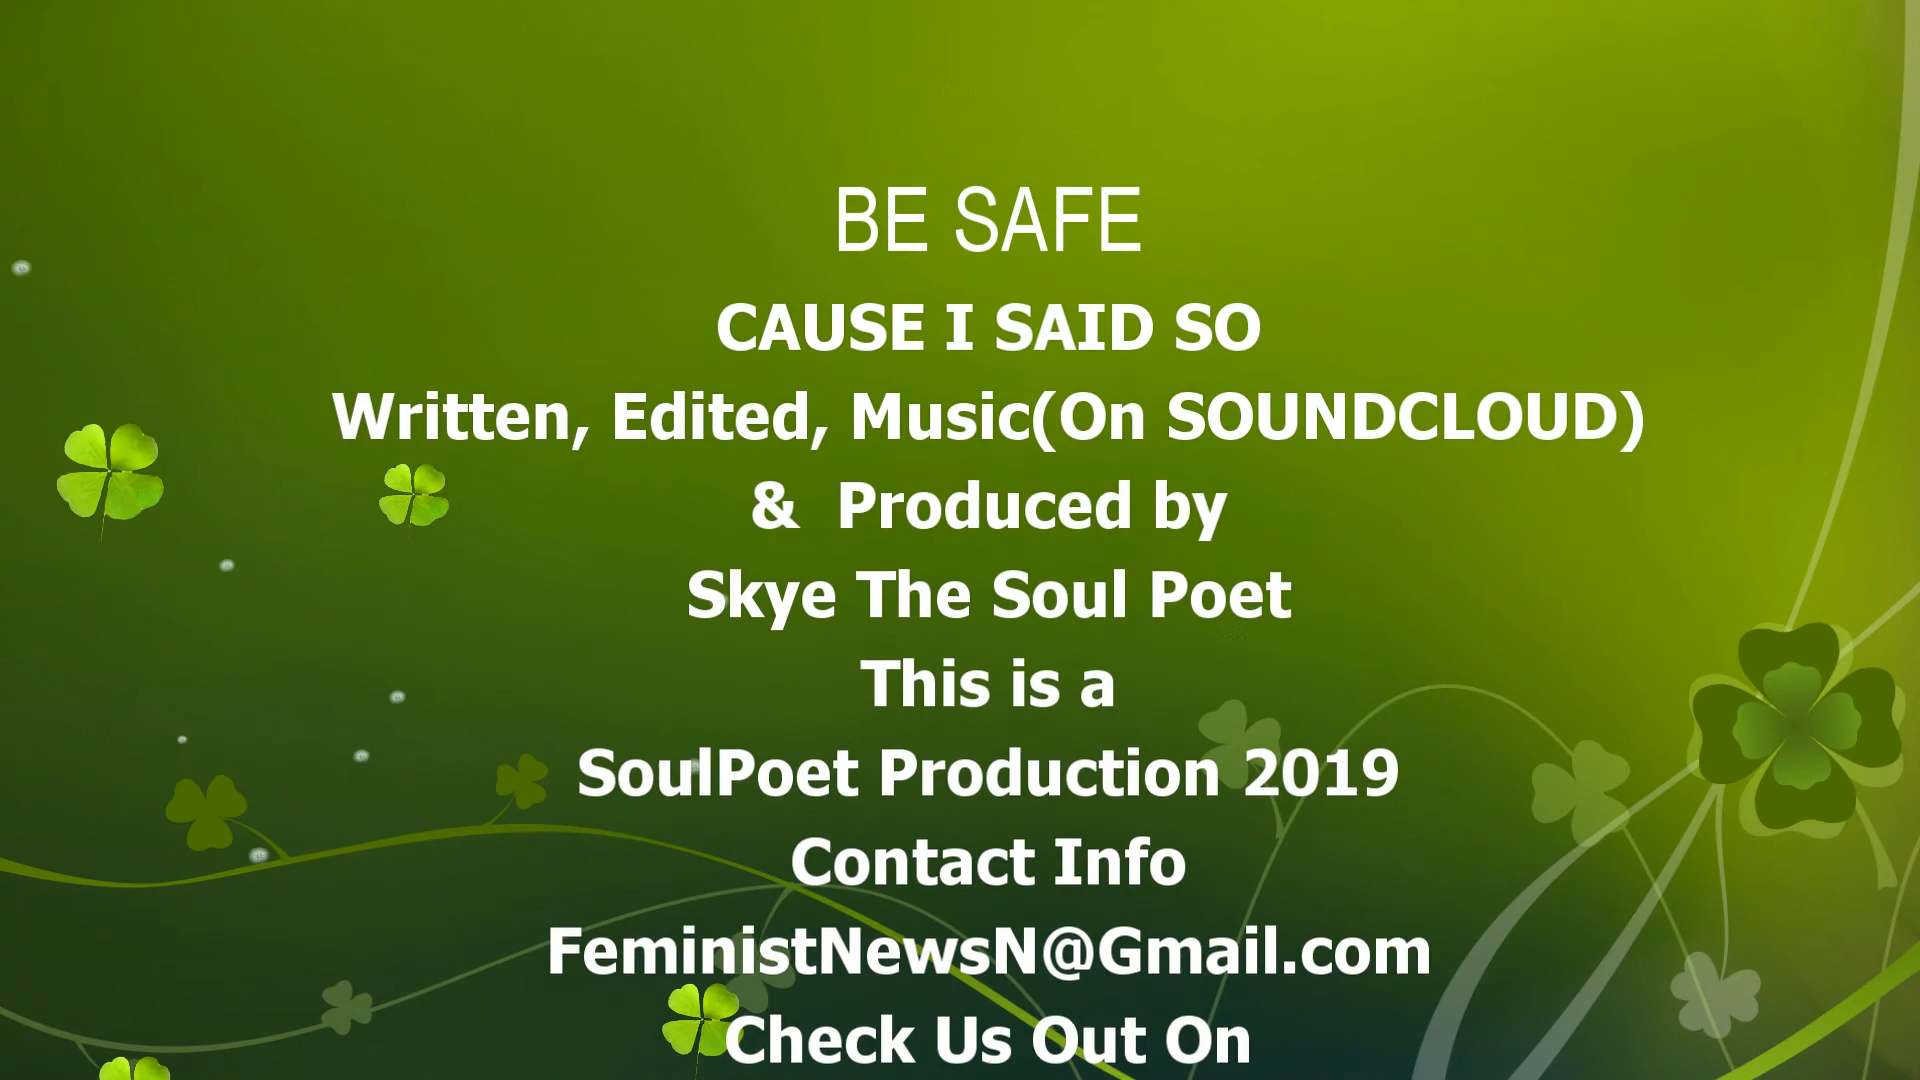 BE SAFE
CAUSE I SAID SO
Written, Edited, Music(On SOUNDCLOUD)
&  Produced by
Skye The Soul Poet
This is a
SoulPoet Production 2019
Contact Info
FeministNewsN@Gmail.com
Check Us Out On